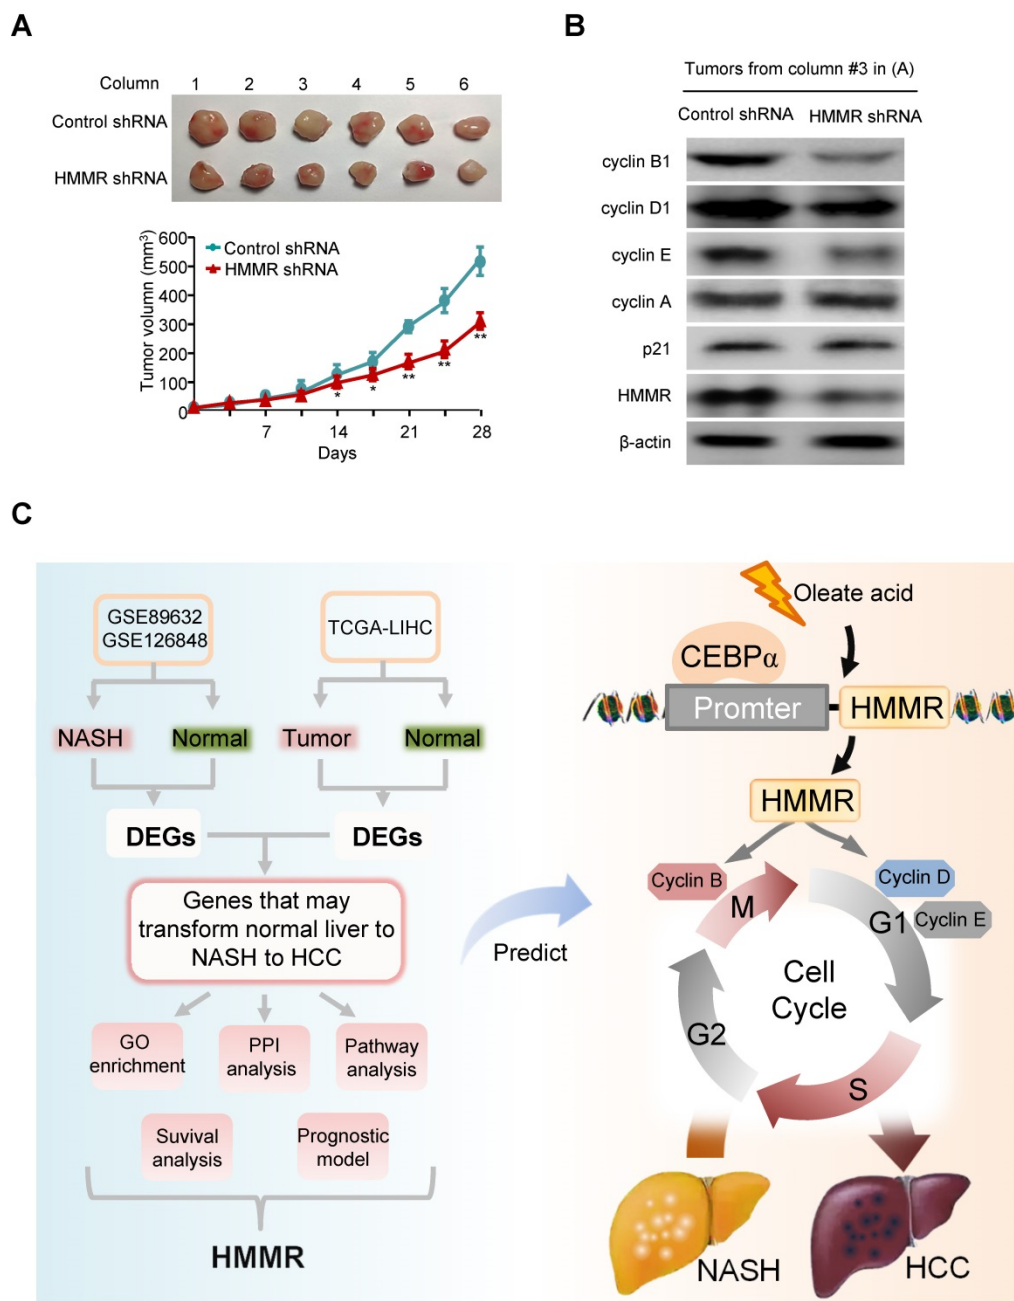 A
Column 1 2 3 4 5 6
Control shRNA
HMMR shRNA
Tumor volumn (mm³)
600
500
400
300
200
100
0
Control shRNA
HMMR shRNA
* * ** ** **
7 14 21 28
Days
B
Tumors from column #3 in (A)
Control shRNA HMMR shRNA
cyclin B1
cyclin D1
cyclin E
cyclin A
p21
HMMR
β-actin
C
GSE89632
GSE126848
TCGA-LIHC
NASH Normal Tumor Normal
DEGs DEGs
Genes that may
transform normal liver to
NASH to HCC
GO
enrichment
PPI
analysis
Pathway
analysis
Suvival
analysis
Prognostic
model
HMMR
Predict
Oleate acid
CEBPα
Promter HMMR
HMMR
Cyclin B
Cyclin D
Cyclin E
M
G1
Cell
Cycle
G2
S
NASH
HCC